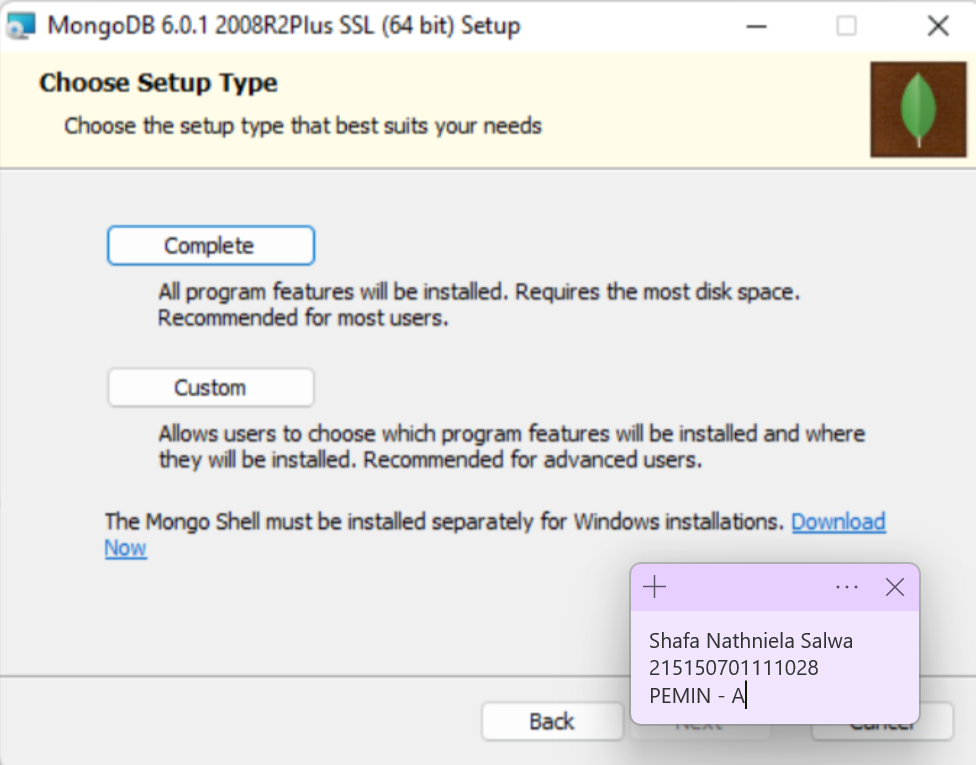 MongoDB 6.0.1 2008R2Plus SSL (64 bit) Setup
Choose Setup Type
Choose the setup type that best suits your needs
Complete
All program features will be installed. Requires the most disk space.
Recommended for most users.
Custom
Allows users to choose which program features will be installed and where
they will be installed. Recommended for advanced users.
The Mongo Shell must be installed separately for Windows installations. Download
Now
Shafa Nathniela Salwa
215150701111028
PEMIN - A
Back
Next
Cancel